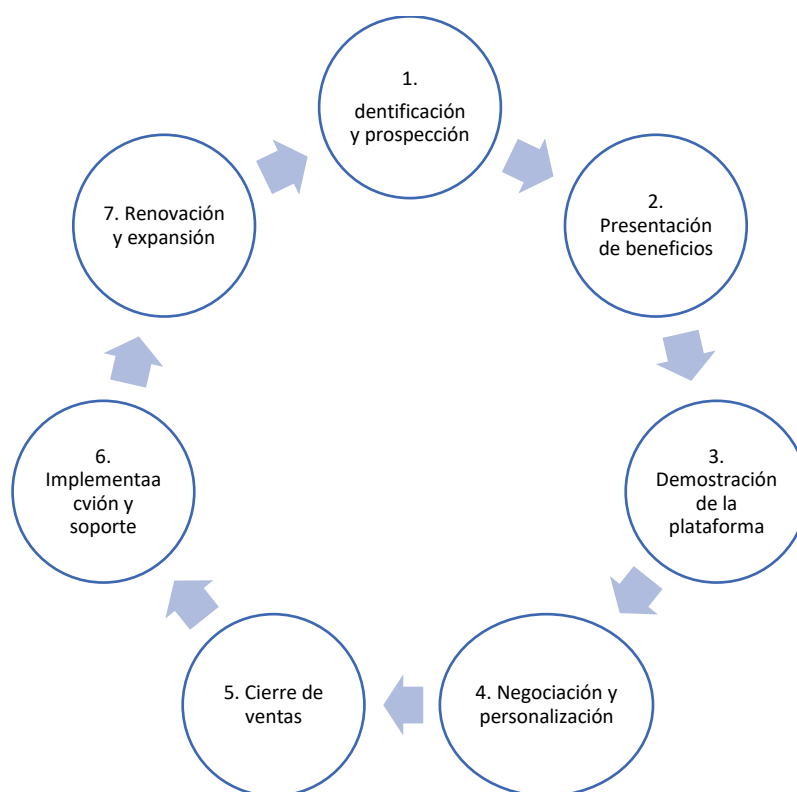 1.
dentificación
y prospección
2.
Presentación
de beneficios
3.
Demostración
de la
plataforma
4. Negociación y
personalización
5. Cierre de
ventas
6.
Implementaa
cvión y
soporte
7. Renovación
y expansión